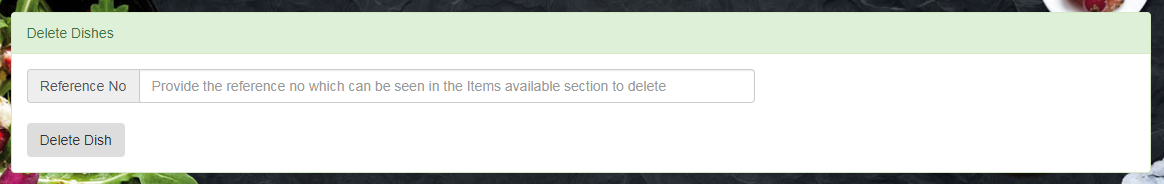 Delete Dishes
Reference No Provide the reference no which can be seen in the Items available section to delete
Delete Dish